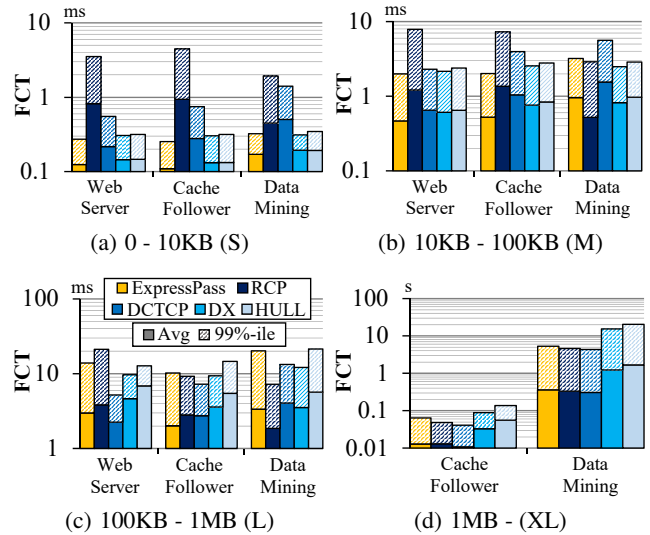 ms
ms
10
10
FCT
FCT
1
1
0.1
0.1
Web Server
Cache Follower
Data Mining
Web Server
Cache Follower
Data Mining
(a) 0 - 10KB (S)
(b) 10KB - 100KB (M)
ms
s
100
100
ExpressPass RCP
DCTCP DX HULL
Avg 99%-ile
10
10
1
FCT
FCT
0.1
1
0.01
Web Server
Cache Follower
Data Mining
Cache Follower
Data Mining
(c) 100KB - 1MB (L)
(d) 1MB - (XL)